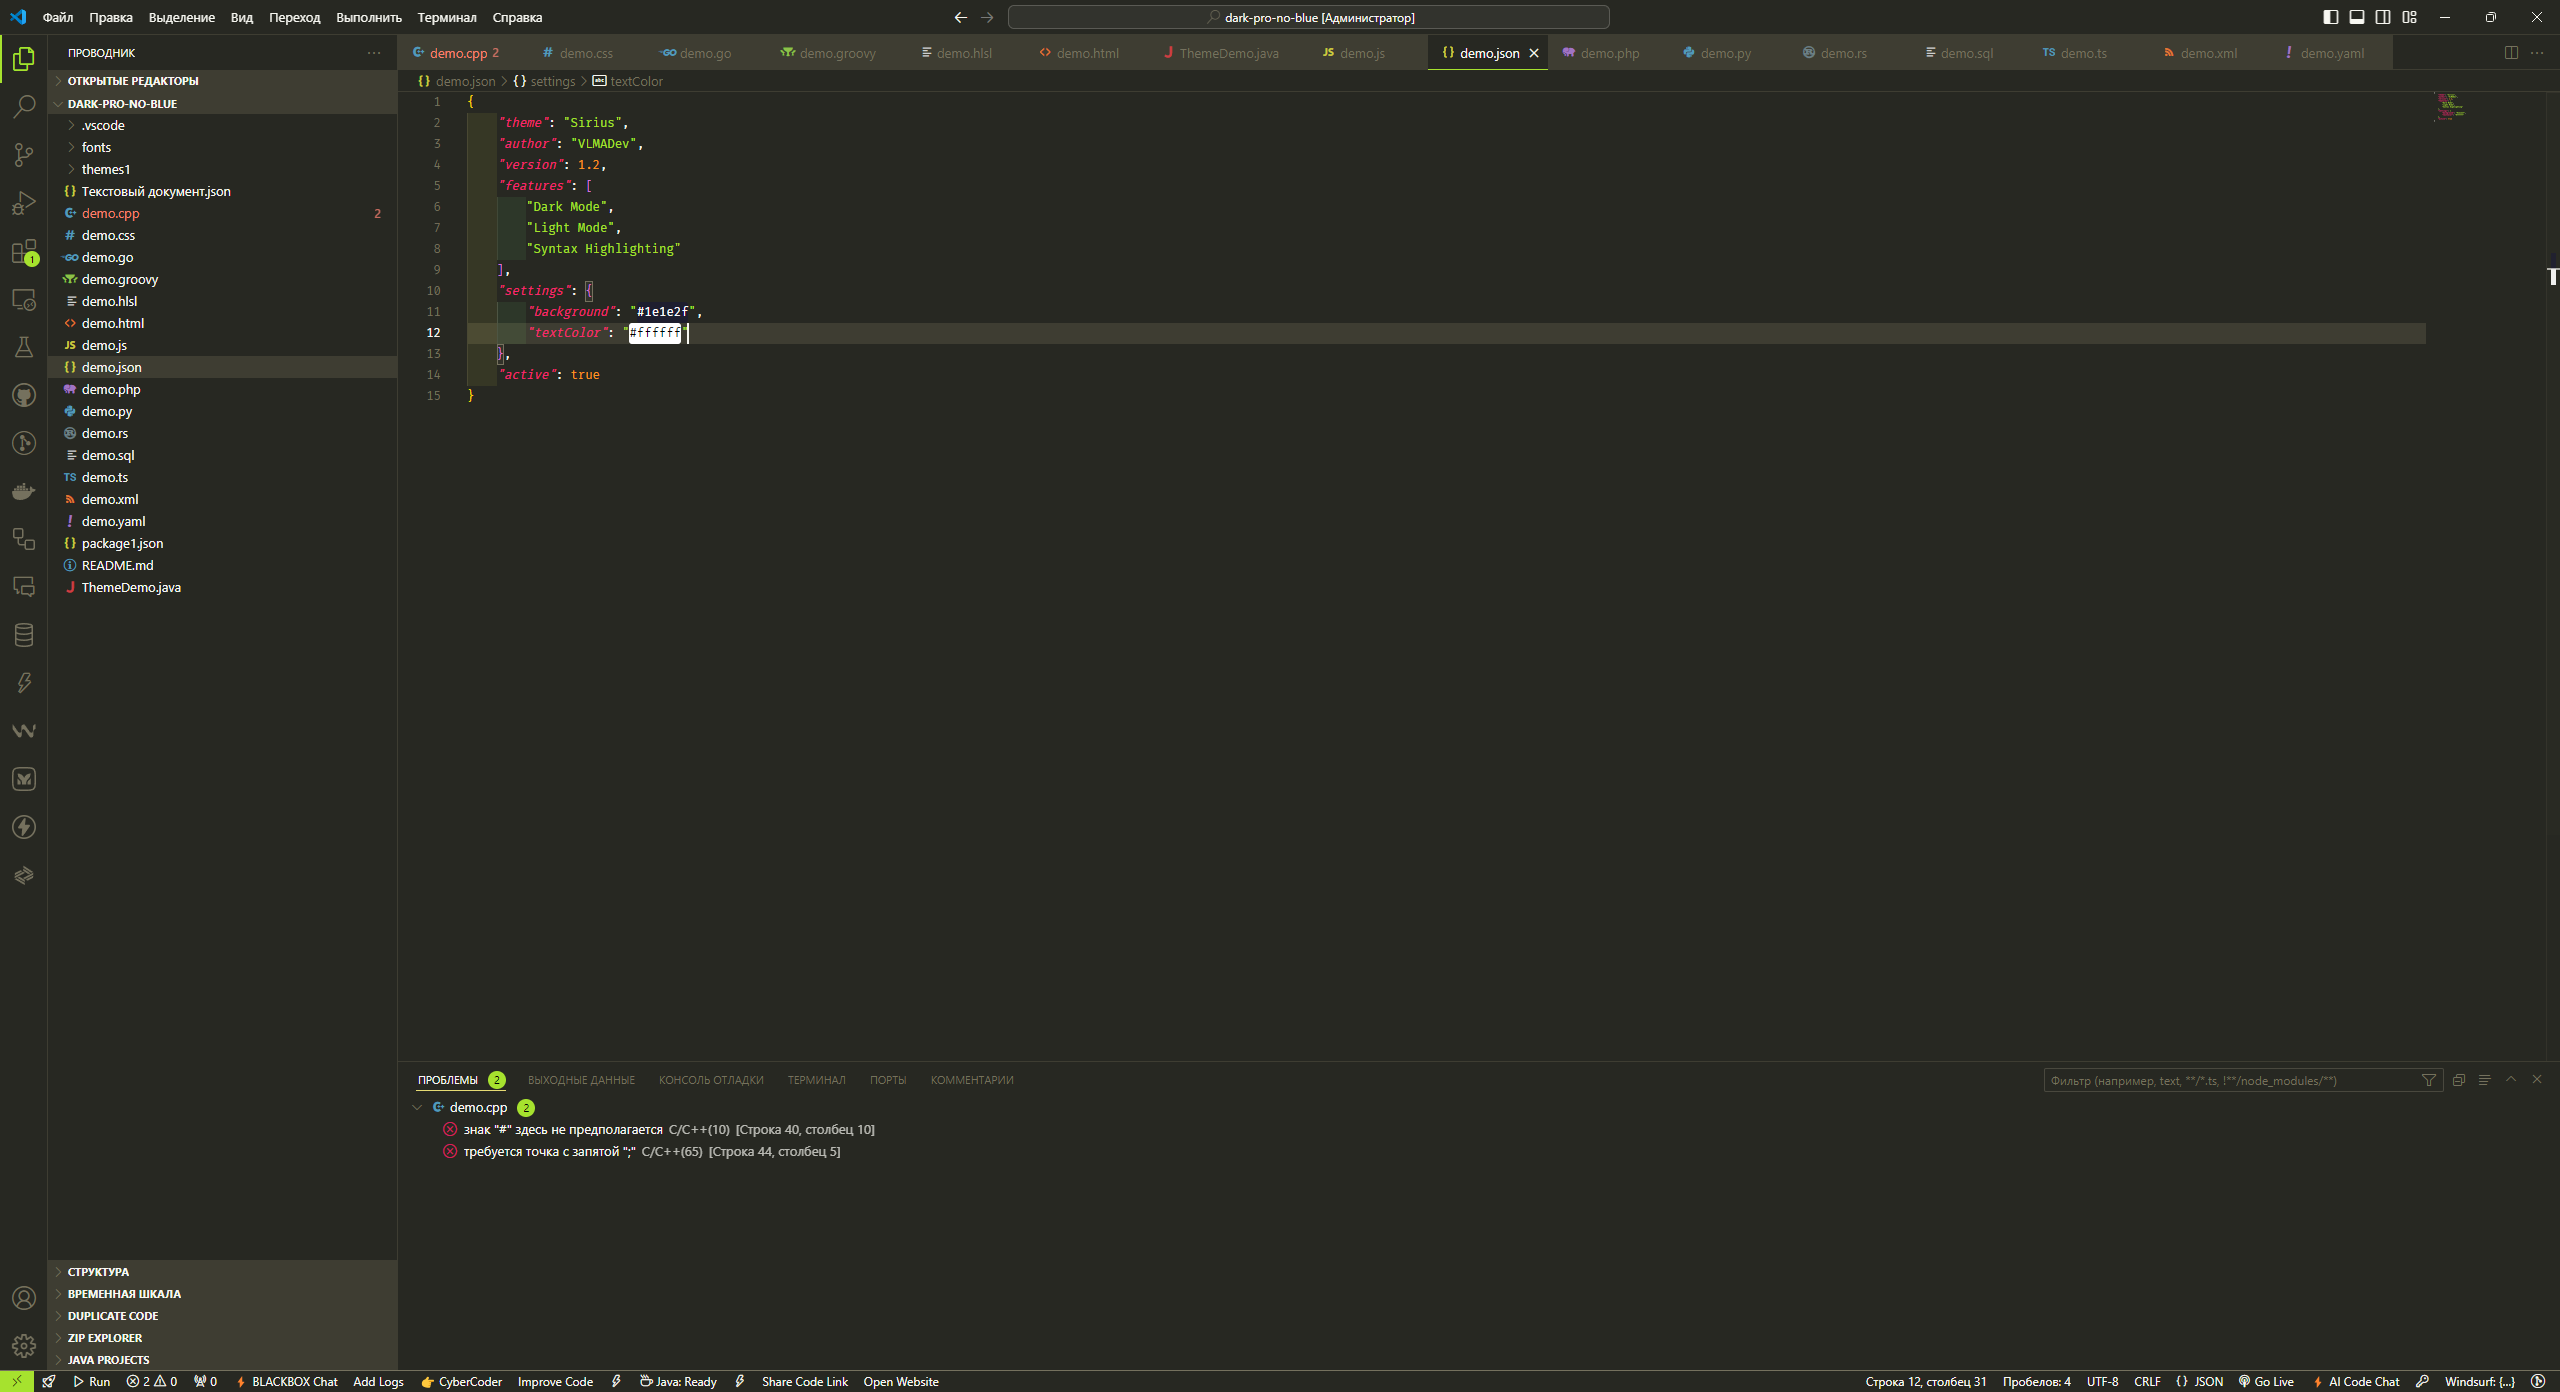 Файл Правка Выделение Вид Переход Выполнить Терминал Справка
dark-pro-no-blue [Администратор]
ПРОВОДНИК
ОТКРЫТЫЕ РЕДАКТОРЫ
DARK-PRO-NO-BLUE
.vscode
fonts
themes1
Текстовый документ.json
demo.cpp 2
demo.css
demo.go
demo.groovy
demo.hlsl
demo.html
demo.js
demo.json
demo.php
demo.py
demo.rs
demo.sql
TS demo.ts
demo.xml
demo.yaml
package1.json
README.md
ThemeDemo.java
1
СТРУКТУРА
ВРЕМЕННАЯ ШКАЛА
DUPLICATE CODE
ZIP EXPLORER
JAVA PROJECTS
demo.cpp 2 demo.css demo.go demo.groovy demo.hlsl demo.html ThemeDemo.java demo.js demo.json demo.php demo.py demo.rs demo.sql demo.ts demo.xml demo.yaml
demo.json > {} settings > textColor
1 {
2 "theme": "Sirius",
3 "author": "VLMADev",
4 "version": 1.2,
5 "features": [
6 "Dark Mode",
7 "Light Mode",
8 "Syntax Highlighting"
9 ],
10 "settings": {
11 "background": "#1e1e2f",
12 "textColor": "#ffffff"
13 },
14 "active": true
15 }
ПРОБЛЕМЫ 2 ВЫХОДНЫЕ ДАННЫЕ КОНСОЛЬ ОТЛАДКИ ТЕРМИНАЛ ПОРТЫ КОММЕНТАРИИ
Фильтр (например, text, **/*.ts, !**/node_modules/**)
demo.cpp 2
знак "#" здесь не предполагается C/C++(10) [Строка 40, столбец 10]
требуется точка с запятой ";" C/C++(65) [Строка 44, столбец 5]
Run 2 0 0 BLACKBOX Chat Add Logs CyberCoder Improve Code Java: Ready Share Code Link Open Website
Строка 12, столбец 31 Пробелов: 4 UTF-8 CRLF {} JSON Go Live AI Code Chat Windsurf: {...}